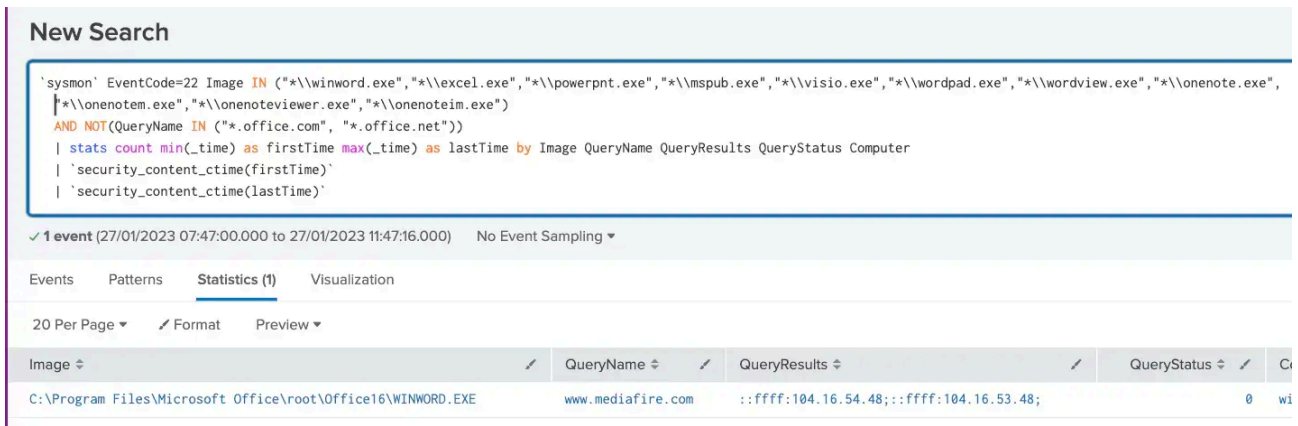 New Search
`sysmon` EventCode=22 Image IN ("*\\winword.exe","*\\excel.exe","*\\powerpnt.exe","*\\mspub.exe","*\\visio.exe","*\\wordpad.exe","*\\wordview.exe","*\\onenote.exe",
"*\\onenotem.exe","*\\onenoteviewer.exe","*\\onenoteim.exe")
AND NOT(QueryName IN ("*.office.com", "*.office.net"))
| stats count min(_time) as firstTime max(_time) as lastTime by Image QueryName QueryResults QueryStatus Computer
| `security_content_ctime(firstTime)`
| `security_content_ctime(lastTime)`
✓ 1 event (27/01/2023 07:47:00.000 to 27/01/2023 11:47:16.000) No Event Sampling
Events Patterns Statistics (1) Visualization
20 Per Page Format Preview
Image QueryName QueryResults QueryStatus
C:\Program Files\Microsoft Office\root\Office16\WINWORD.EXE www.mediafire.com ::ffff:104.16.54.48;::ffff:104.16.53.48; 0